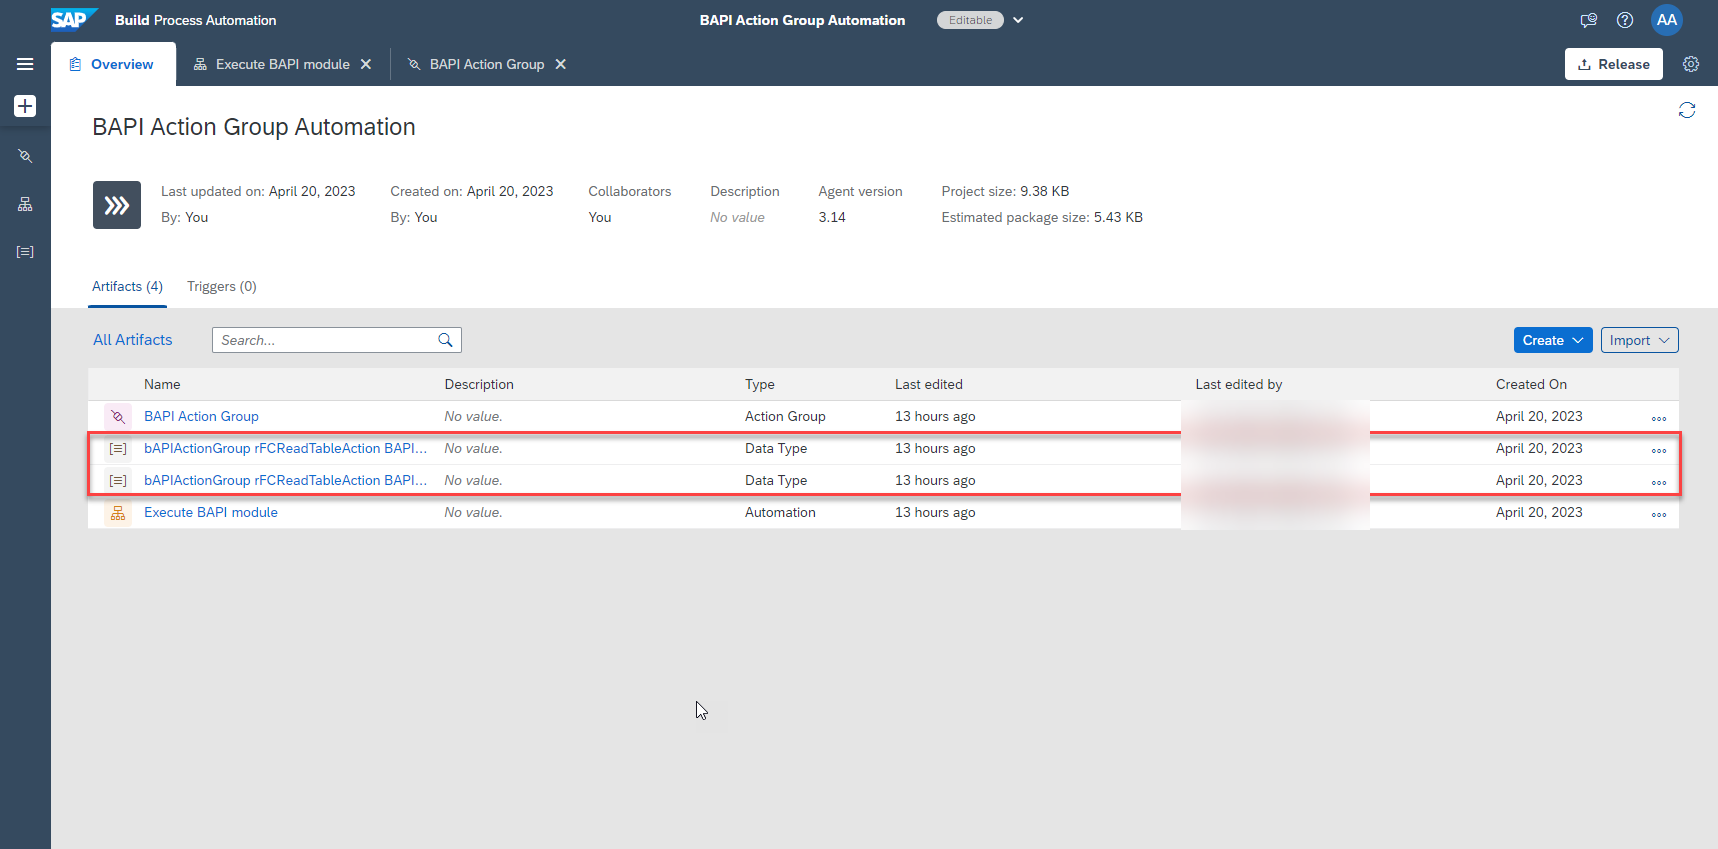 SAP Build Process Automation BAPI Action Group Automation Editable AA
Overview Execute BAPI module BAPI Action Group Release
BAPI Action Group Automation
Last updated on: April 20, 2023 Created on: April 20, 2023 Collaborators Description Agent version Project size: 9.38 KB
By: You By: You You No value 3.14 Estimated package size: 5.43 KB
Artifacts (4) Triggers (0)
All Artifacts Search... Create Import
Name Description Type Last edited Last edited by Created On
BAPI Action Group No value. Action Group 13 hours ago April 20, 2023
bAPIActionGroup rFCReadTableAction BAPI... No value. Data Type 13 hours ago April 20, 2023
bAPIActionGroup rFCReadTableAction BAPI... No value. Data Type 13 hours ago April 20, 2023
Execute BAPI module No value. Automation 13 hours ago April 20, 2023